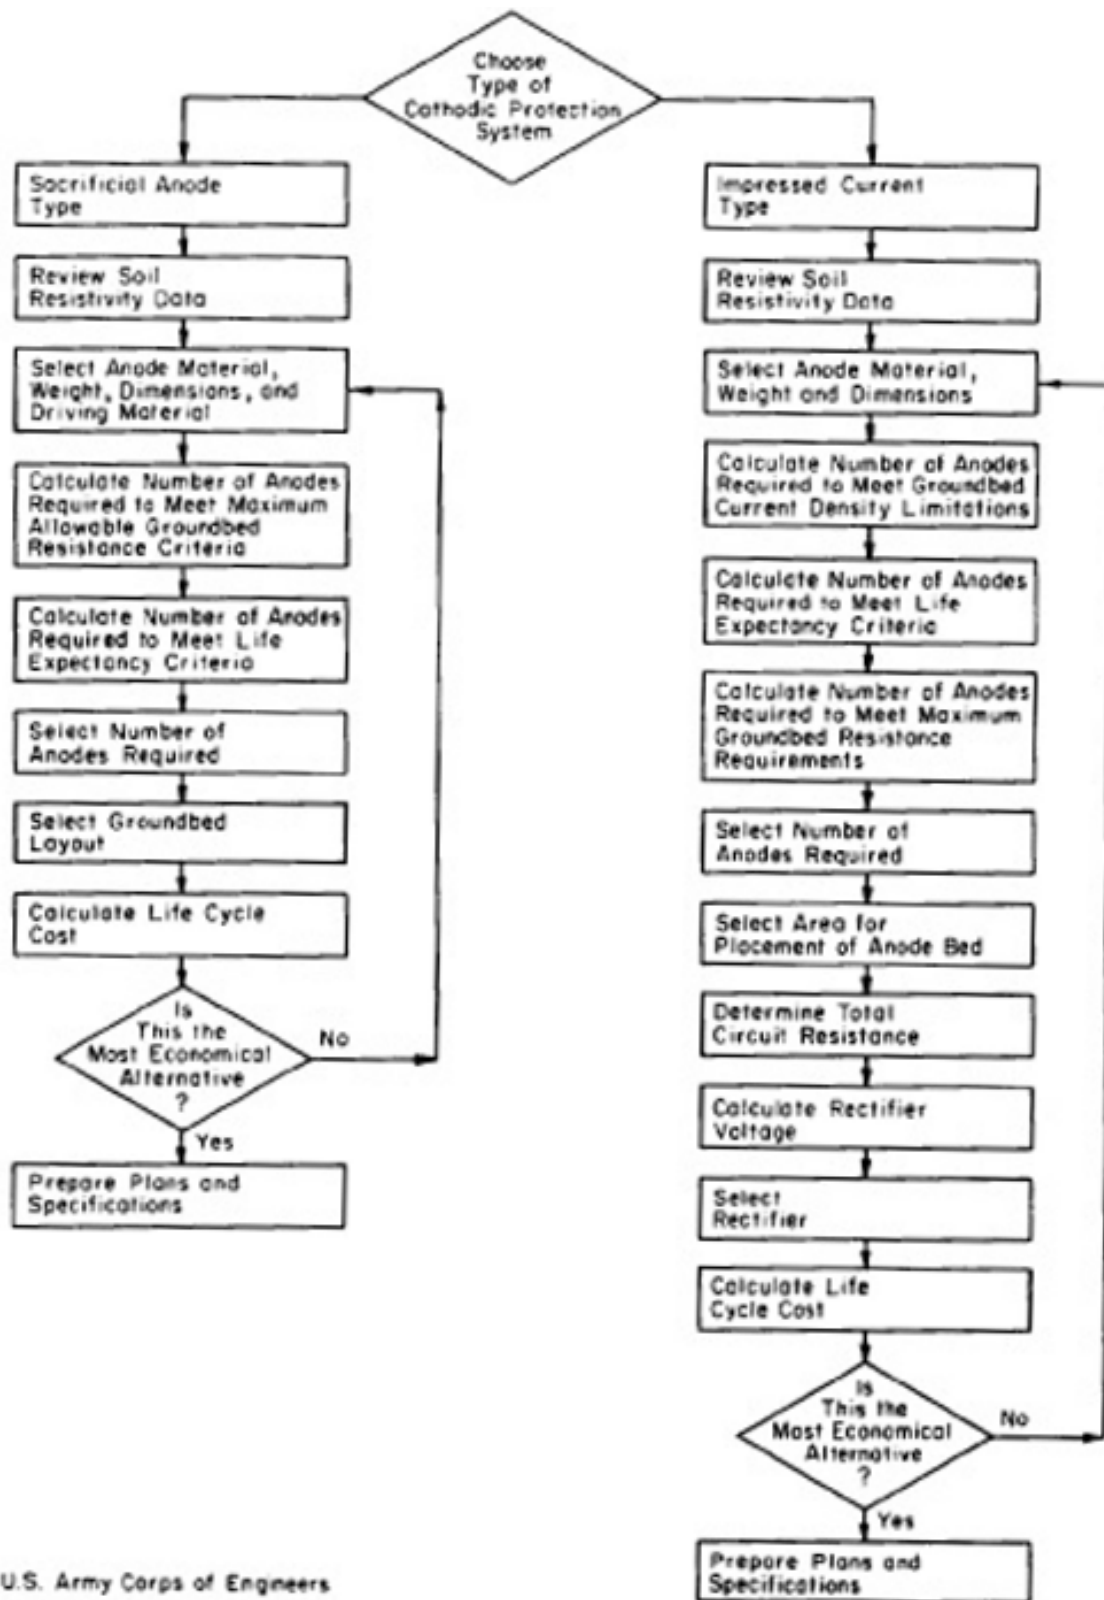 Choose
Type of
Cathodic Protection
System
Sacrificial Anode
Type
Review Soil
Resistivity Data
Select Anode Material,
Weight, Dimensions, and
Driving Material
Calculate Number of Anodes
Required to Meet Maximum
Allowable Groundbed
Resistance Criteria
Calculate Number of Anodes
Required to Meet Life
Expectancy Criteria
Select Number of
Anodes Required
Select Groundbed
Layout
Calculate Life Cycle
Cost
Is
This the
Most Economical
Alternative
?
No
Yes
Prepare Plans and
Specifications
Impressed Current
Type
Review Soil
Resistivity Data
Select Anode Material,
Weight and Dimensions
Calculate Number of Anodes
Required to Meet Groundbed
Current Density Limitations
Calculate Number of Anodes
Required to Meet Life
Expectancy Criteria
Calculate Number of Anodes
Required to Meet Maximum
Groundbed Resistance
Requirements
Select Number of
Anodes Required
Select Area for
Placement of Anode Bed
Determine Total
Circuit Resistance
Calculate Rectifier
Voltage
Select
Rectifier
Calculate Life
Cycle Cost
Is
This the
Most Economical
Alternative
?
No
Yes
Prepare Plans and
Specifications
U.S. Army Corps of Engineers